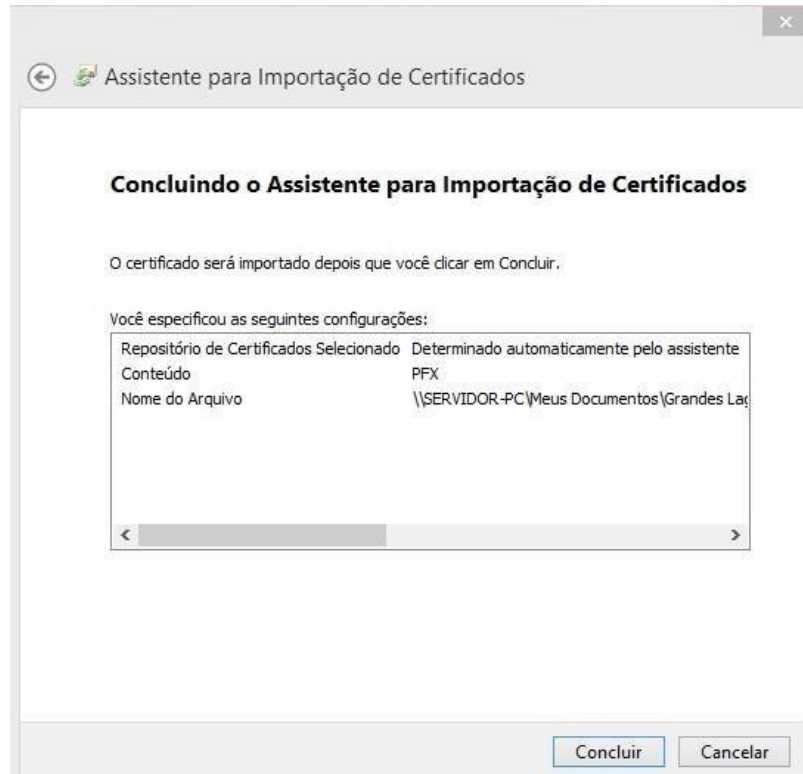 Assistente para Importação de Certificados
Concluindo o Assistente para Importação de Certificados
O certificado será importado depois que você clicar em Concluir.
Você especificou as seguintes configurações:
Repositório de Certificados Selecionado Determinado automaticamente pelo assistente
Conteúdo PFX
Nome do Arquivo \\SERVIDOR-PC\Meus Documentos\Grandes Lag
Concluir Cancelar